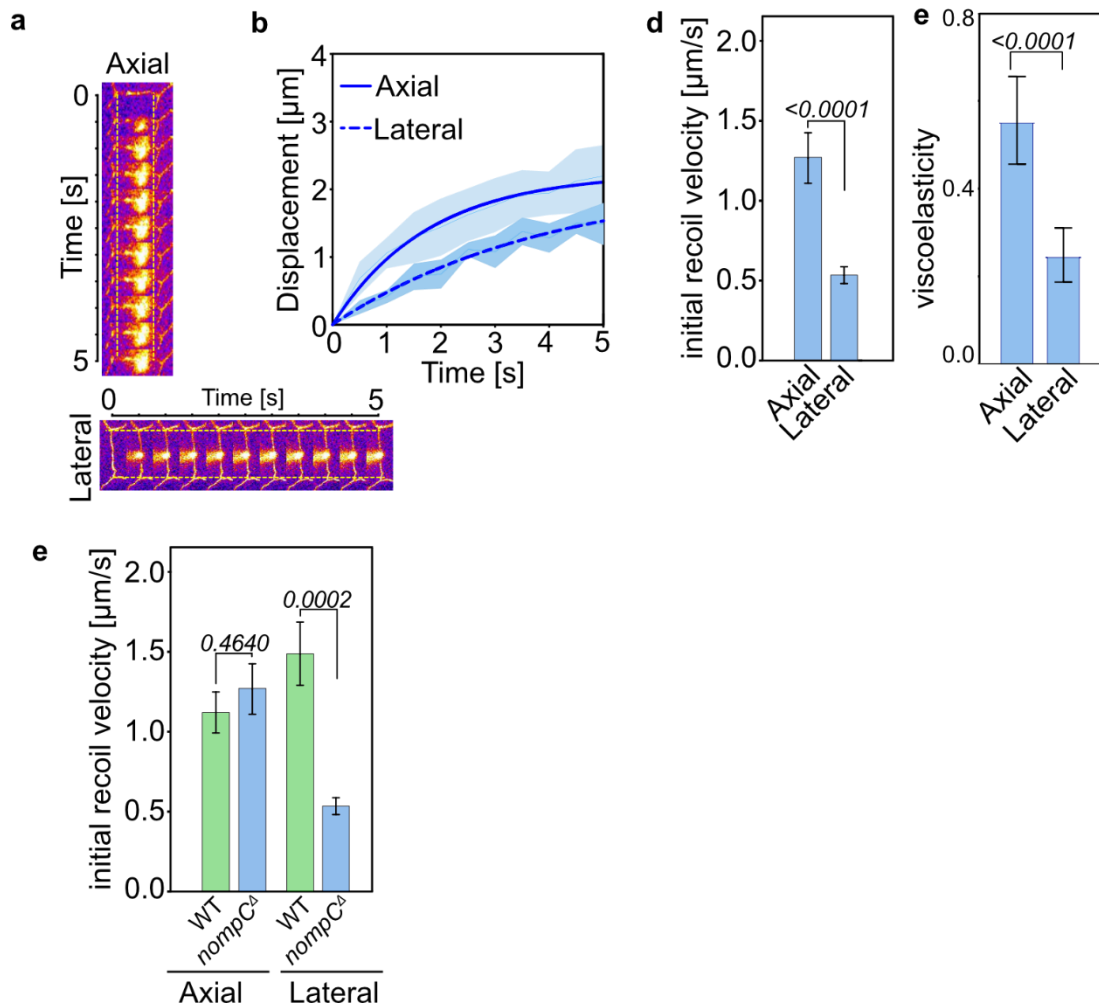 a
Axial
0
Time [s]
5
Time [s]
0
5
Lateral
b
4
3
2
1
0
Displacement [µm]
Axial
Lateral
0
1
2
3
4
5
Time [s]
d
initial recoil velocity [µm/s]
2.0
1.5
1.0
0.5
0.0
<0.0001
Axial
Lateral
e
viscoelasticity
0.8
0.4
0.0
<0.0001
Axial
Lateral
e
initial recoil velocity [µm/s]
2.0
1.5
1.0
0.5
0.0
0.4640
0.0002
WT
nompC^Δ
WT
nompC^Δ
Axial
Lateral